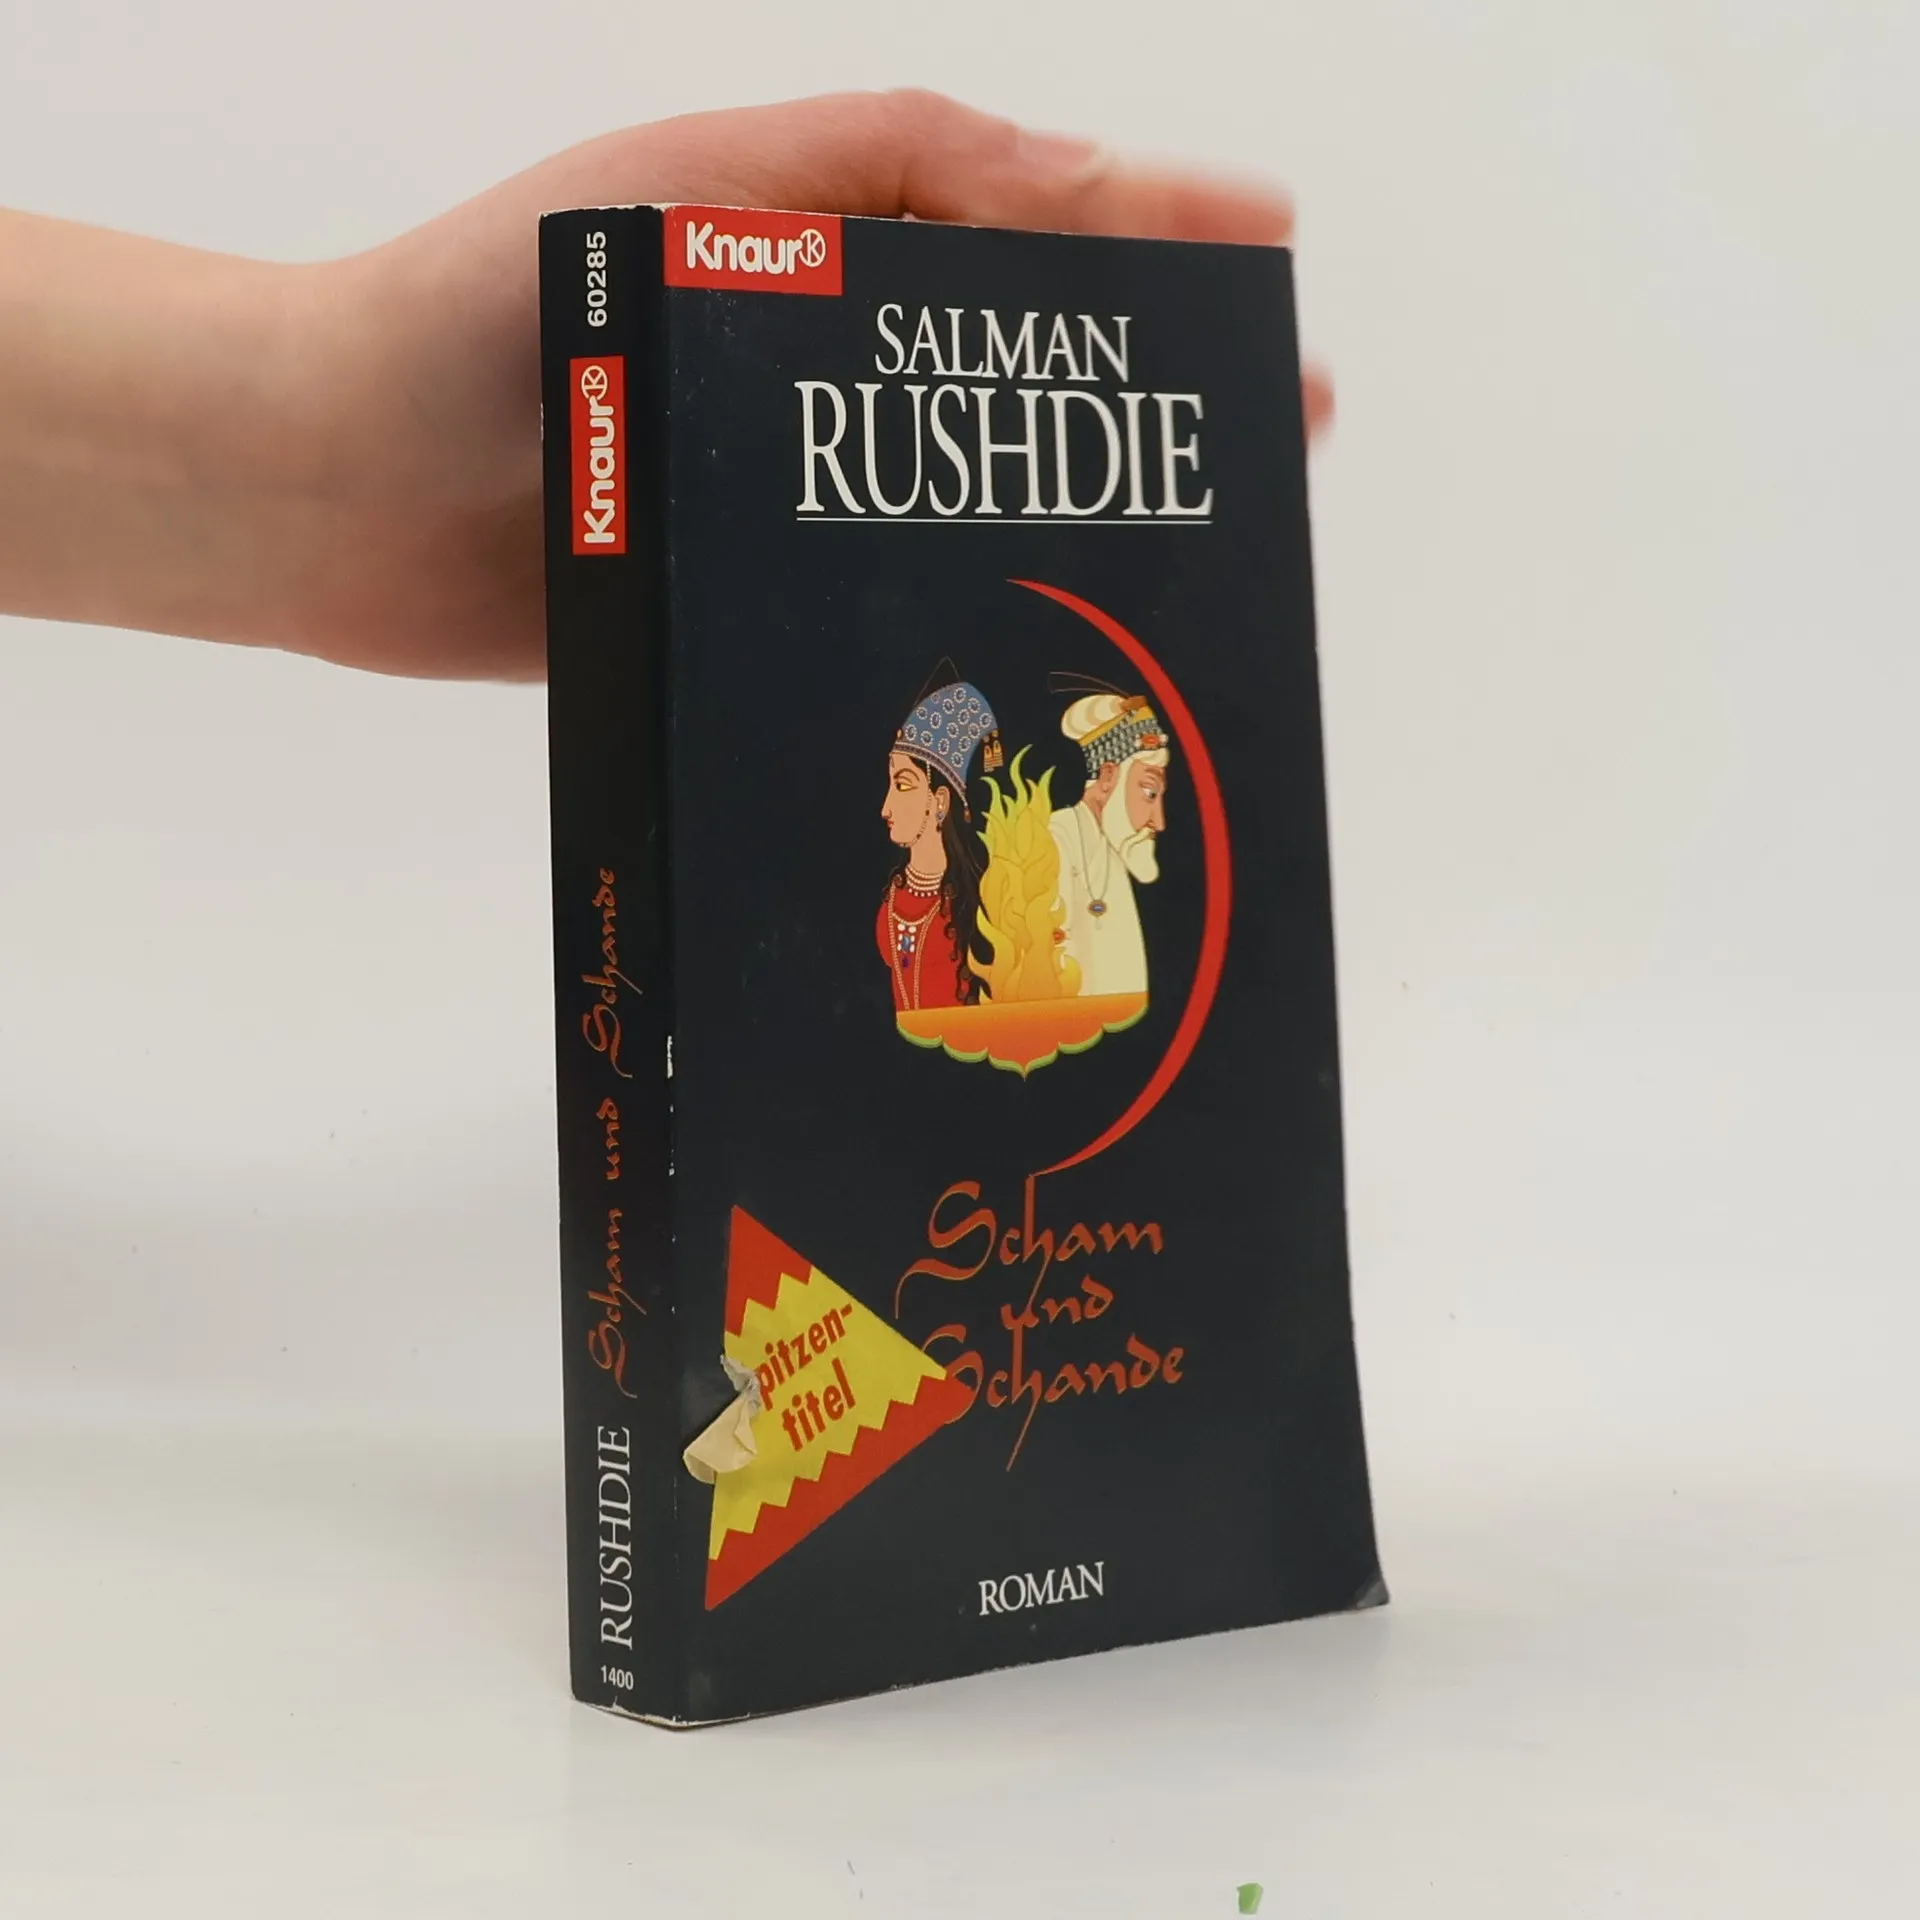 60285
Knaur
Scham und Schande
RUSHDIE
1400
Knaur
SALMAN
RUSHDIE
Scham
und
Schande
pitzen-
titel
ROMAN